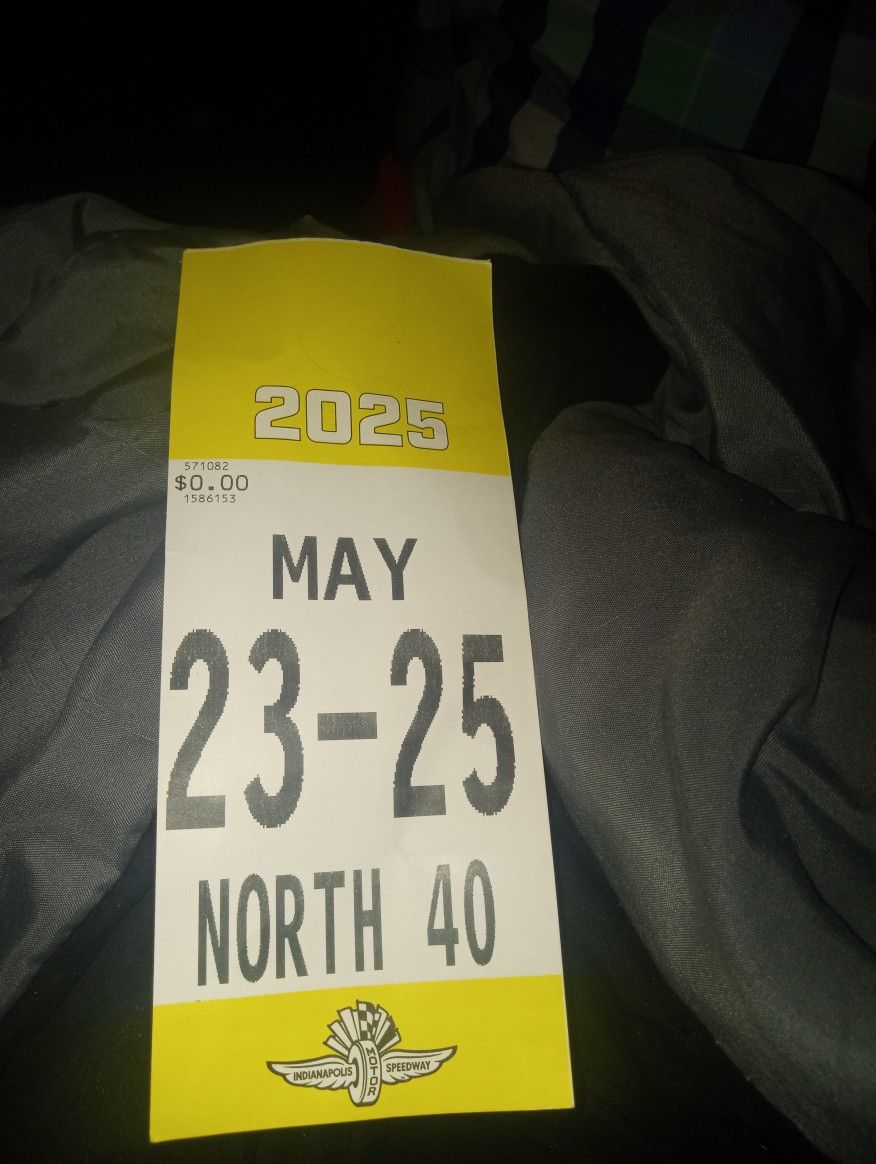 2025
571082
$0.00
1586153
MAY
23-25
NORTH 40
INDIANAPOLIS MOTOR SPEEDWAY